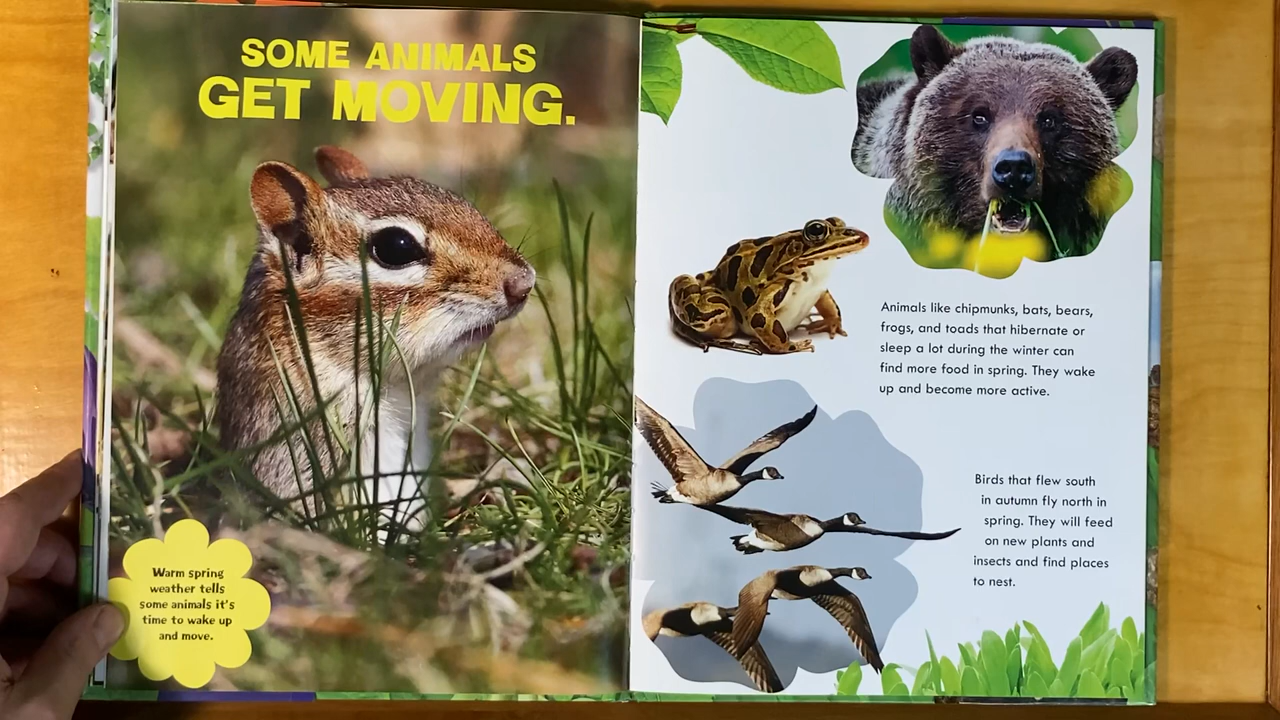 SOME ANIMALS
GET MOVING.
Warm spring
weather tells
some animals it's
time to wake up
and move.
Animals like chipmunks, bats, bears,
frogs, and toads that hibernate or
sleep a lot during the winter can
find more food in spring. They wake
up and become more active.
Birds that flew south
in autumn fly north in
spring. They will feed
on new plants and
insects and find places
to nest.